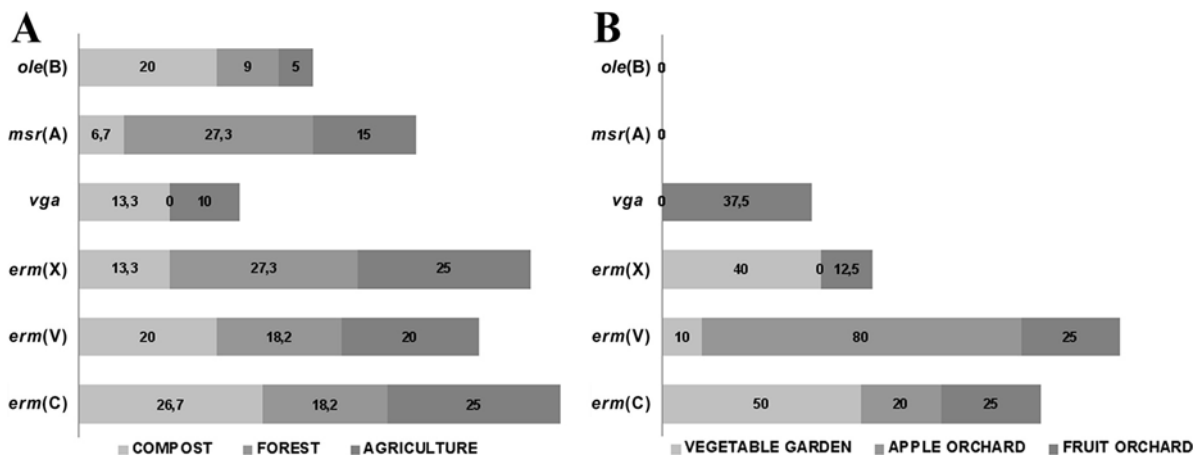 A
ole(B) 20 9 5
msr(A) 6,7 27,3 15
vga 13,3 0 10
erm(X) 13,3 27,3 25
erm(V) 20 18,2 20
erm(C) 26,7 18,2 25
COMPOST FOREST AGRICULTURE
B
ole(B) 0
msr(A) 0
vga 0 37,5
erm(X) 40 0 12,5
erm(V) 10 80 25
erm(C) 50 20 25
VEGETABLE GARDEN APPLE ORCHARD FRUIT ORCHARD